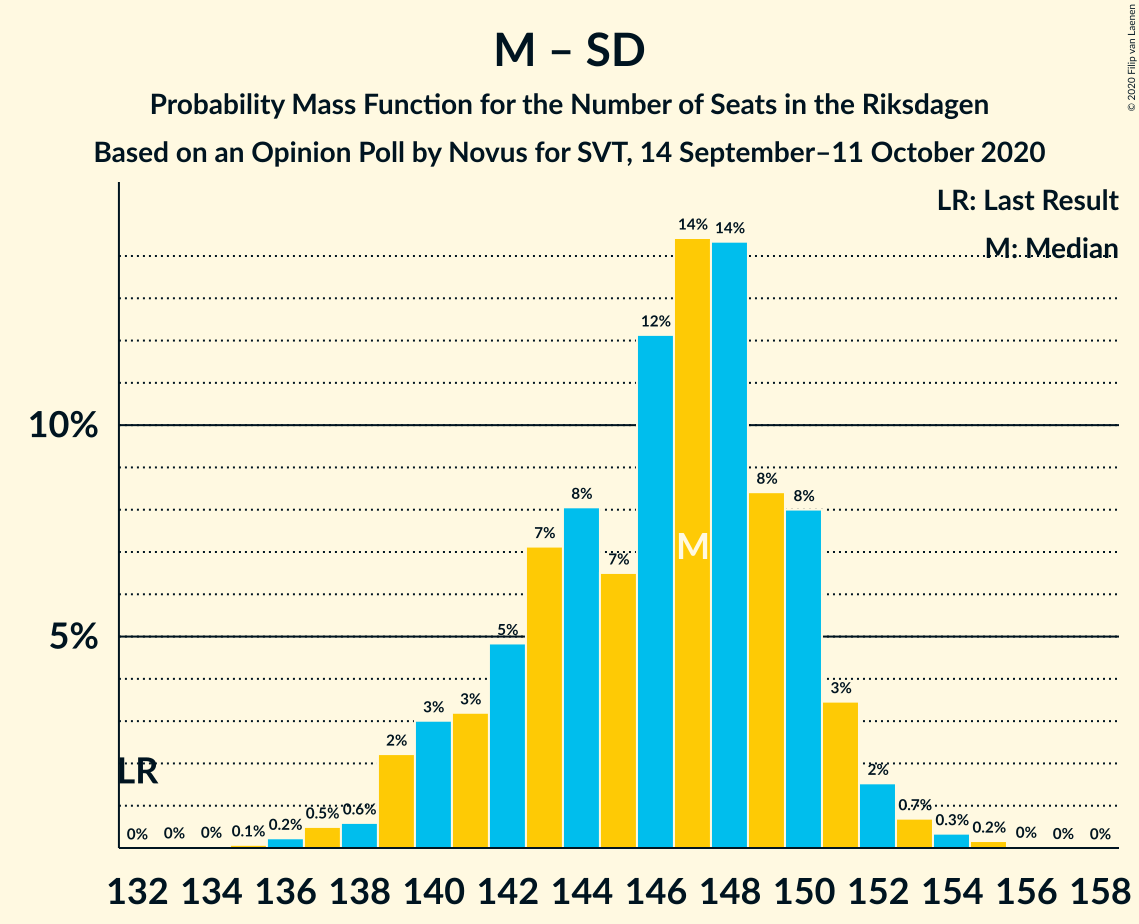 M – SD
Probability Mass Function for the Number of Seats in the Riksdagen
Based on an Opinion Poll by Novus for SVT, 14 September–11 October 2020
© 2020 Filip van Laenen
LR: Last Result
M: Median
10%
5%
LR
M
0% 0% 0% 0.1% 0.2% 0.5% 0.6% 2% 3% 3% 5% 7% 8% 7% 12% 14% 14% 8% 8% 3% 2% 0.7% 0.3% 0.2% 0% 0% 0%
132 134 136 138 140 142 144 146 148 150 152 154 156 158